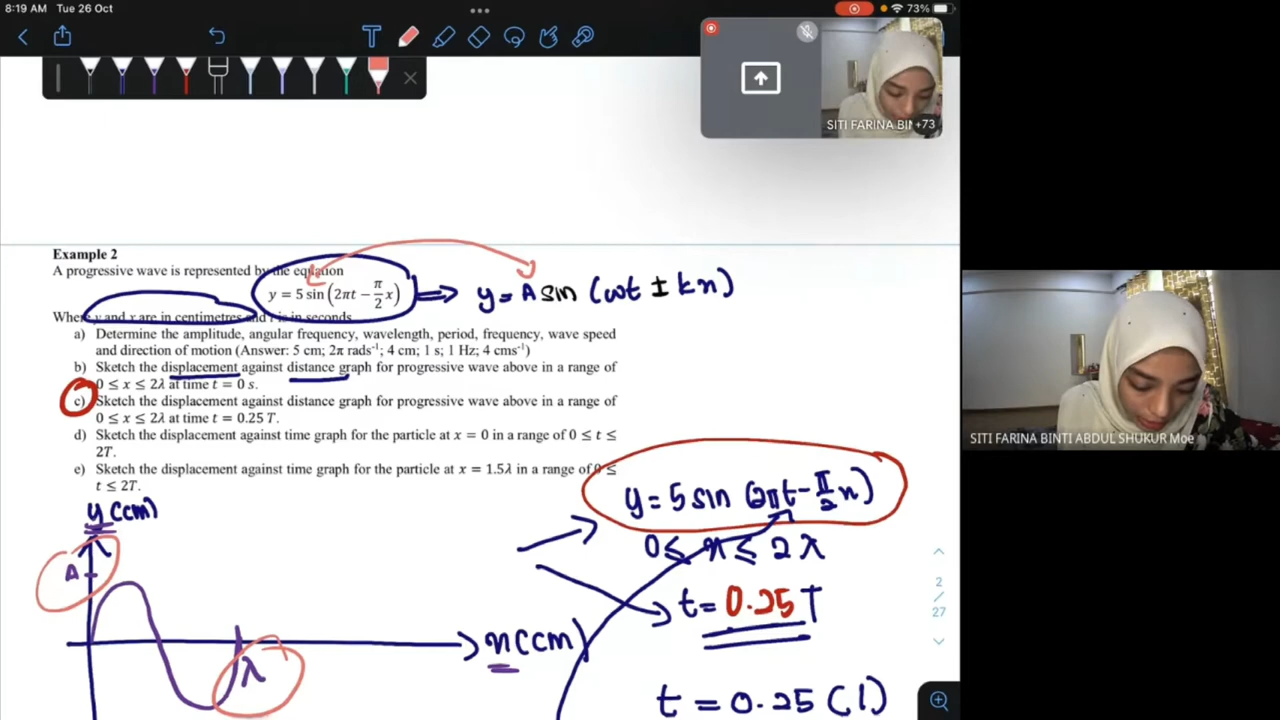 8:19 AM Tue 26 Oct
73%
SITI FARINA BIN +73
Example 2
A progressive wave is represented by the equation
y = 5 sin (2πt − π/2 x) ⇒ y = A sin (ωt ± kx)
Where y and x are in centimetres and t is in seconds
a) Determine the amplitude, angular frequency, wavelength, period, frequency, wave speed
and direction of motion (Answer: 5 cm; 2π rads⁻¹; 4 cm; 1 s; 1 Hz; 4 cms⁻¹)
b) Sketch the displacement against distance graph for progressive wave above in a range of
0 ≤ x ≤ 2λ at time t = 0 s.
c) Sketch the displacement against distance graph for progressive wave above in a range of
0 ≤ x ≤ 2λ at time t = 0.25 T.
d) Sketch the displacement against time graph for the particle at x = 0 in a range of 0 ≤ t ≤
2T.
e) Sketch the displacement against time graph for the particle at x = 1.5λ in a range of 0 ≤
t ≤ 2T.
SITI FARINA BINTI ABDUL SHUKUR Moe
y (cm)
A
λ
x (cm)
y = 5 sin (2πt − π/2 x)
0 ≤ x ≤ 2λ
t = 0.25 T
t = 0.25 (1)
2
/
27